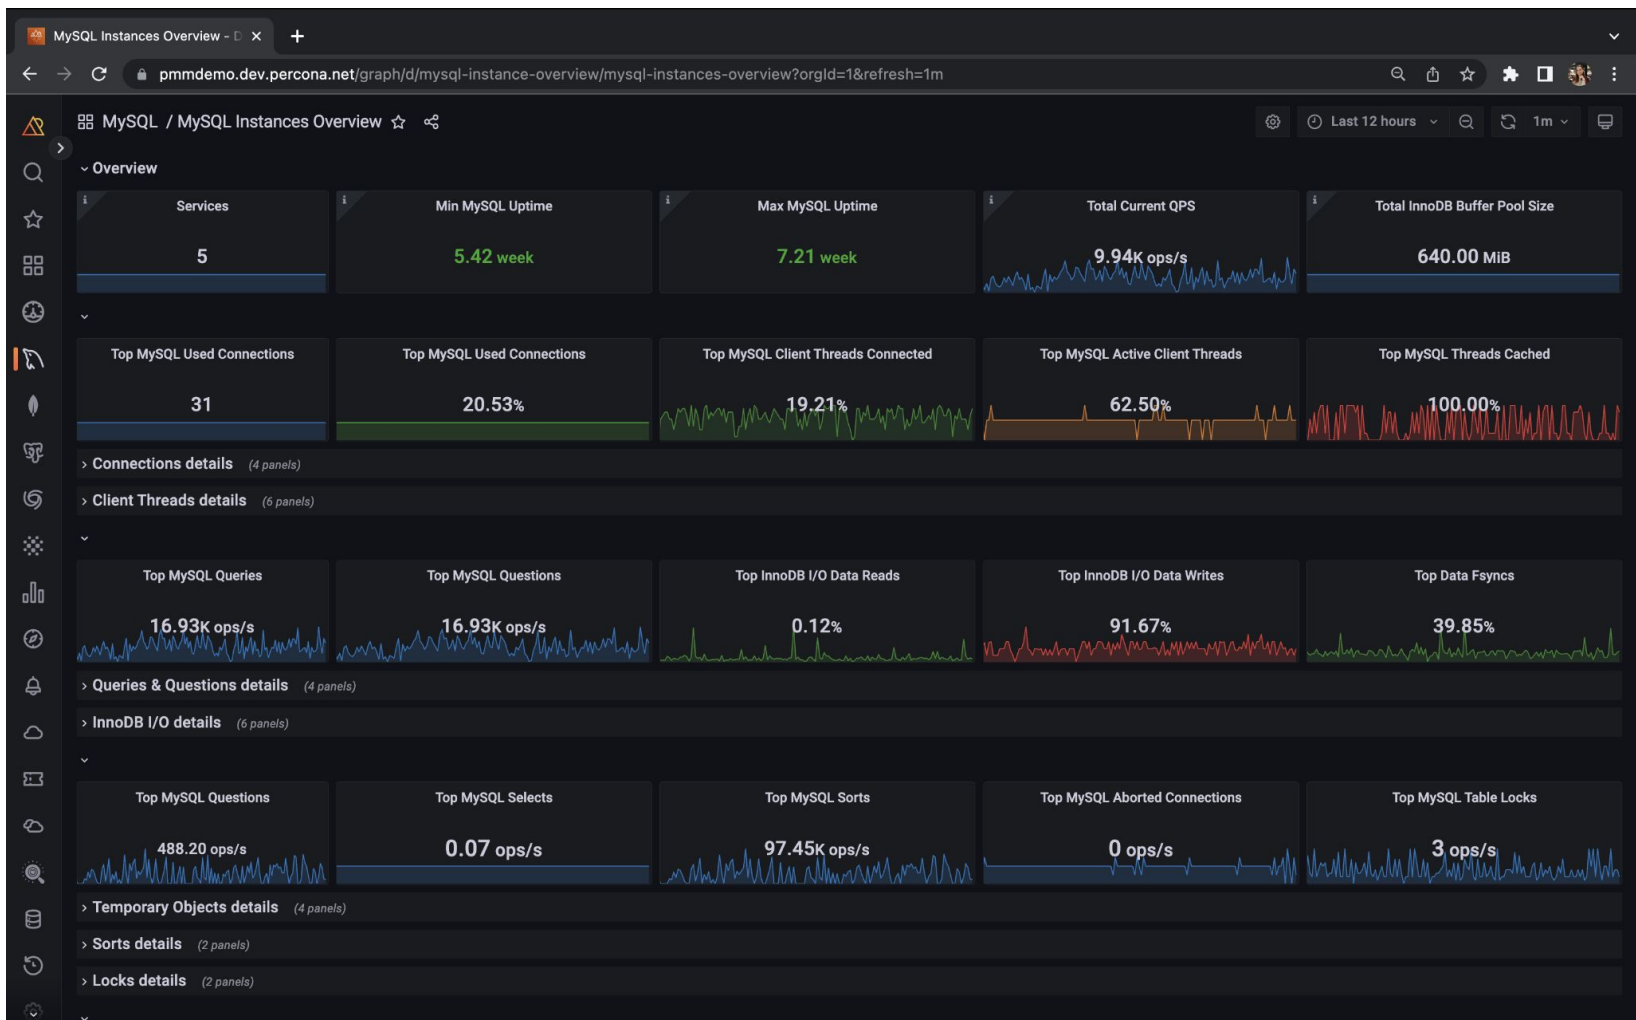 MySQL Instances Overview - D
pmmdemo.dev.percona.net/graph/d/mysql-instance-overview/mysql-instances-overview?orgId=1&refresh=1m
MySQL / MySQL Instances Overview
Last 12 hours
1m
Overview
Services
5
Min MySQL Uptime
5.42 week
Max MySQL Uptime
7.21 week
Total Current QPS
9.94K ops/s
Total InnoDB Buffer Pool Size
640.00 MiB
Top MySQL Used Connections
31
Top MySQL Used Connections
20.53%
Top MySQL Client Threads Connected
19.21%
Top MySQL Active Client Threads
62.50%
Top MySQL Threads Cached
100.00%
Connections details (4 panels)
Client Threads details (6 panels)
Top MySQL Queries
16.93K ops/s
Top MySQL Questions
16.93K ops/s
Top InnoDB I/O Data Reads
0.12%
Top InnoDB I/O Data Writes
91.67%
Top Data Fsyncs
39.85%
Queries & Questions details (4 panels)
InnoDB I/O details (6 panels)
Top MySQL Questions
488.20 ops/s
Top MySQL Selects
0.07 ops/s
Top MySQL Sorts
97.45K ops/s
Top MySQL Aborted Connections
0 ops/s
Top MySQL Table Locks
3 ops/s
Temporary Objects details (4 panels)
Sorts details (2 panels)
Locks details (2 panels)